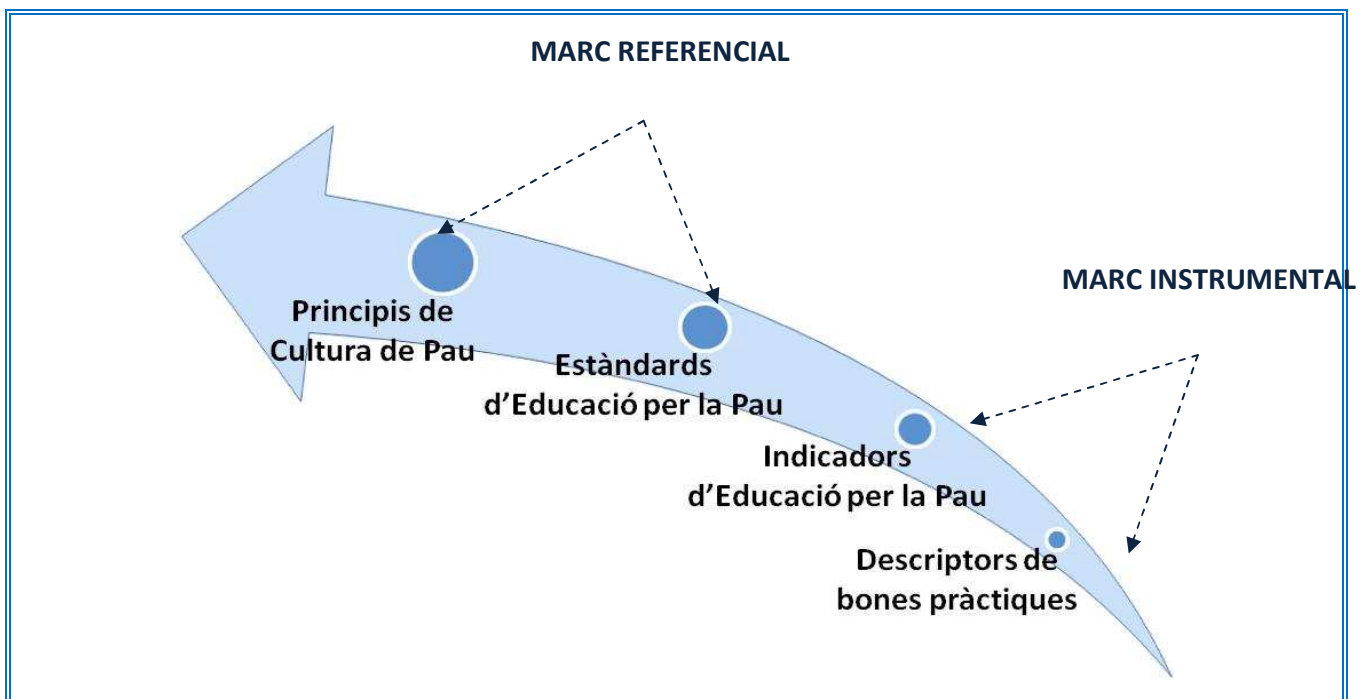 MARC REFERENCIAL
MARC INSTRUMENTAL
Principis de
Cultura de Pau
Estàndards
d’Educació per la Pau
Indicadors
d’Educació per la Pau
Descriptors de
bones pràctiques